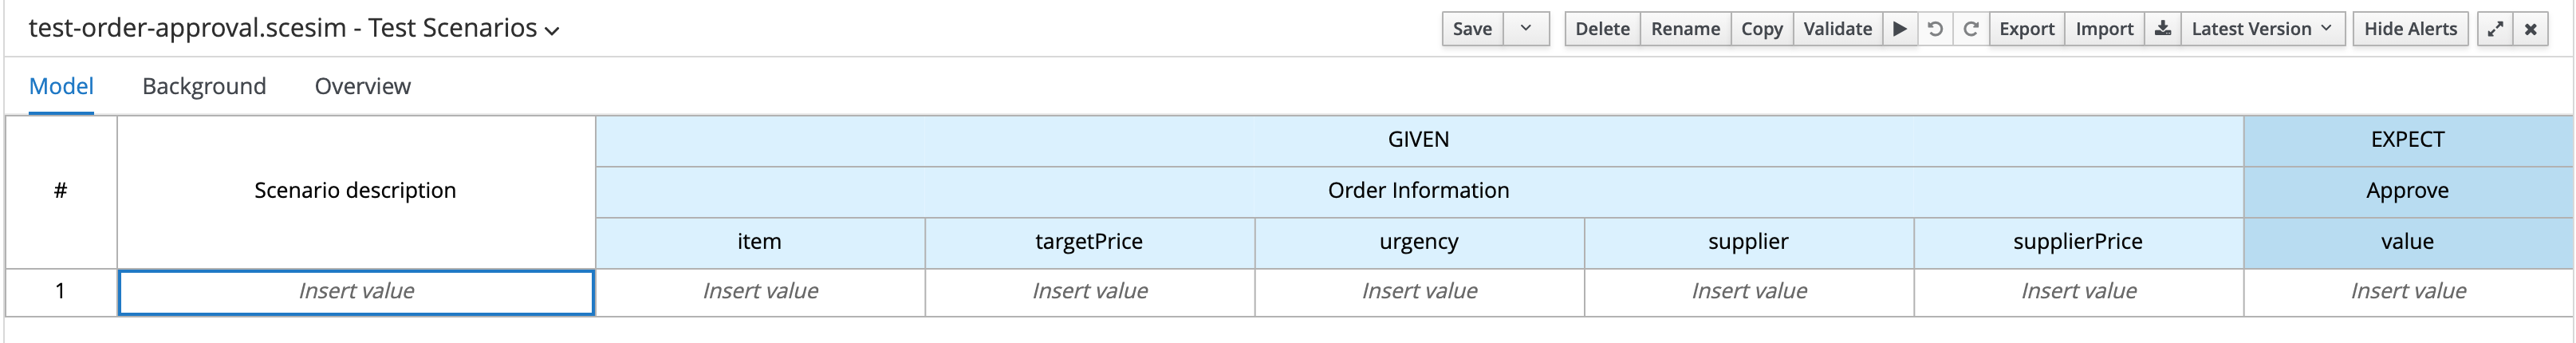 test-order-approval.scesim - Test Scenarios
Save Delete Rename Copy Validate Export Import Latest Version Hide Alerts
Model Background Overview
# Scenario description GIVEN EXPECT
Order Information Approve
item targetPrice urgency supplier supplierPrice value
1 Insert value Insert value Insert value Insert value Insert value Insert value Insert value